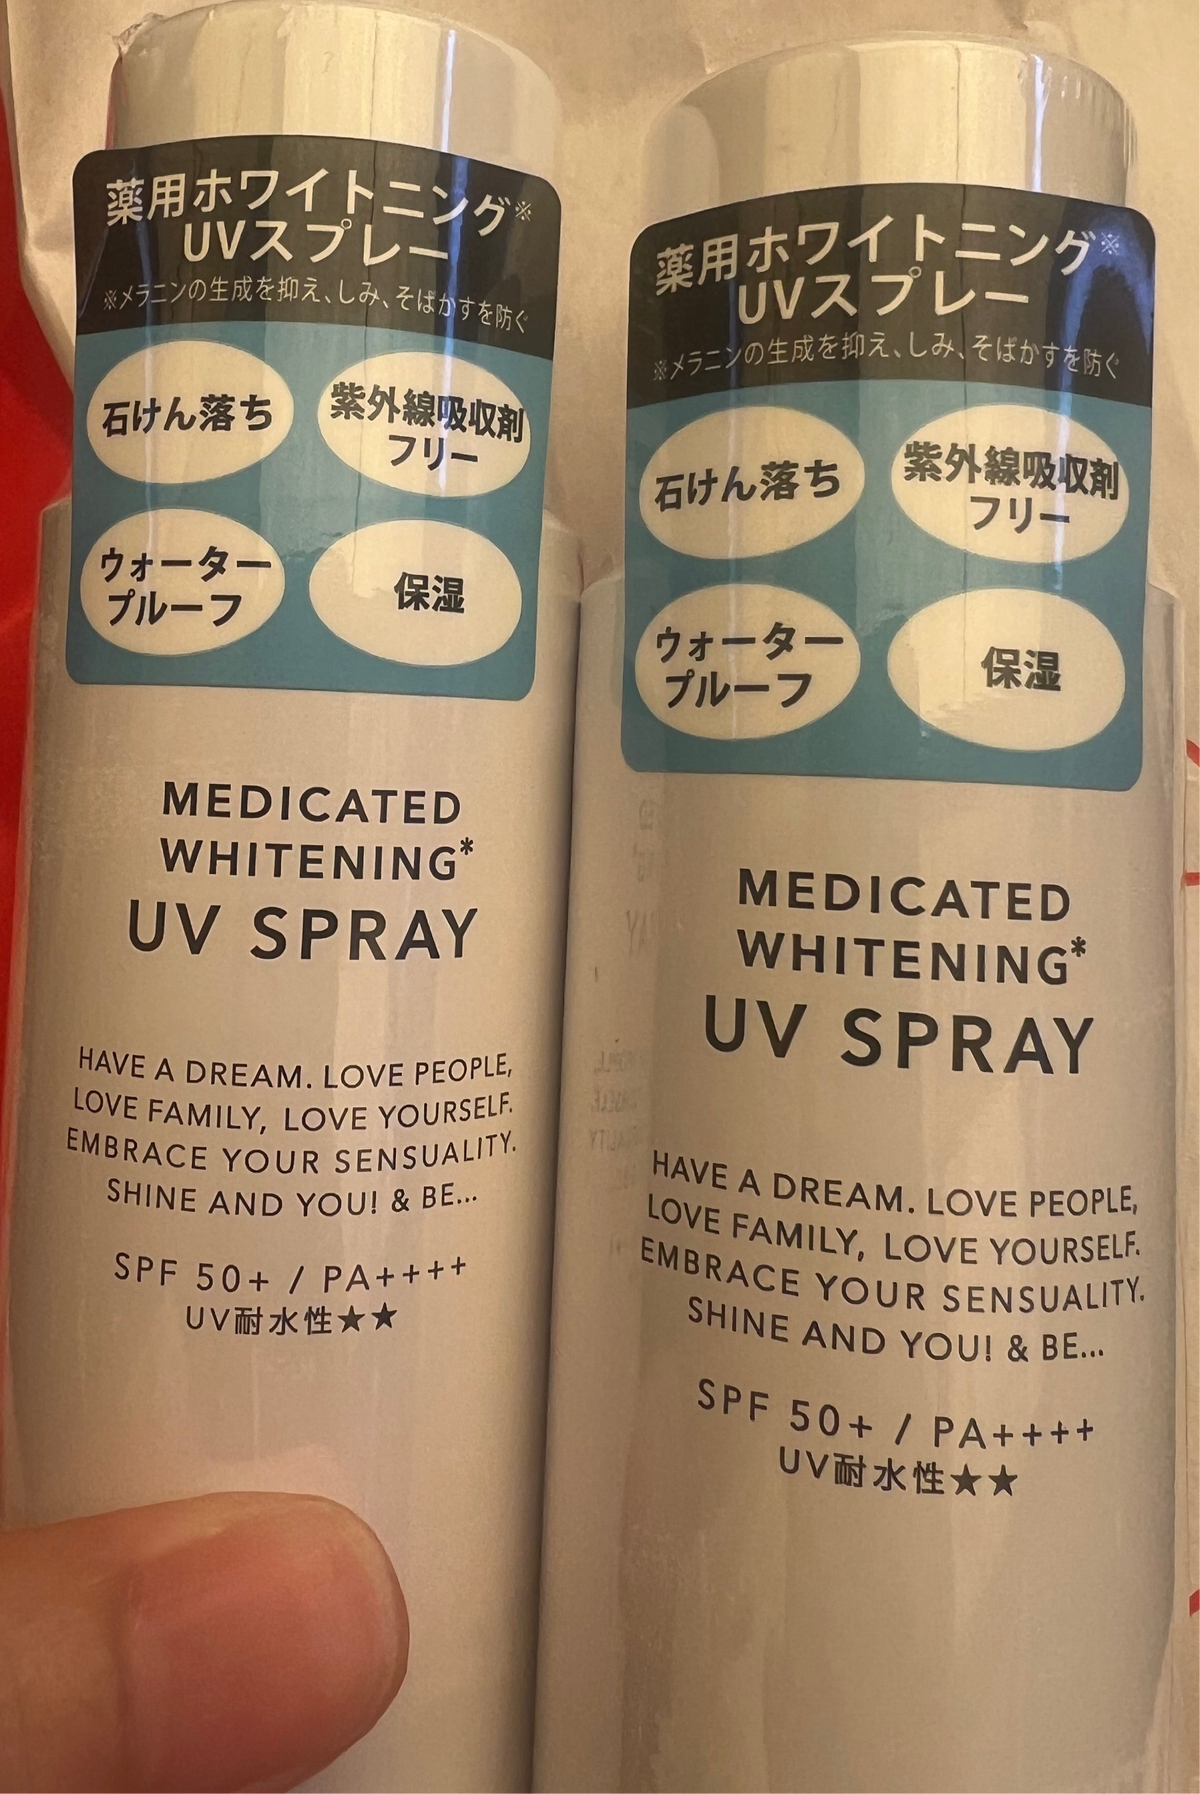 薬用ホワイトニング※
UVスプレー
※メラニンの生成を抑え、しみ、そばかすを防ぐ
石けん落ち
紫外線吸収剤
フリー
ウォーター
プルーフ
保湿
MEDICATED
WHITENING*
UV SPRAY
HAVE A DREAM. LOVE PEOPLE,
LOVE FAMILY, LOVE YOURSELF.
EMBRACE YOUR SENSUALITY.
SHINE AND YOU! & BE...
SPF 50+ / PA++++
UV耐水性★★
薬用ホワイトニング※
UVスプレー
※メラニンの生成を抑え、しみ、そばかすを防ぐ
石けん落ち
紫外線吸収剤
フリー
ウォーター
プルーフ
保湿
MEDICATED
WHITENING*
UV SPRAY
HAVE A DREAM. LOVE PEOPLE,
LOVE FAMILY, LOVE YOURSELF.
EMBRACE YOUR SENSUALITY.
SHINE AND YOU! & BE...
SPF 50+ / PA++++
UV耐水性★★